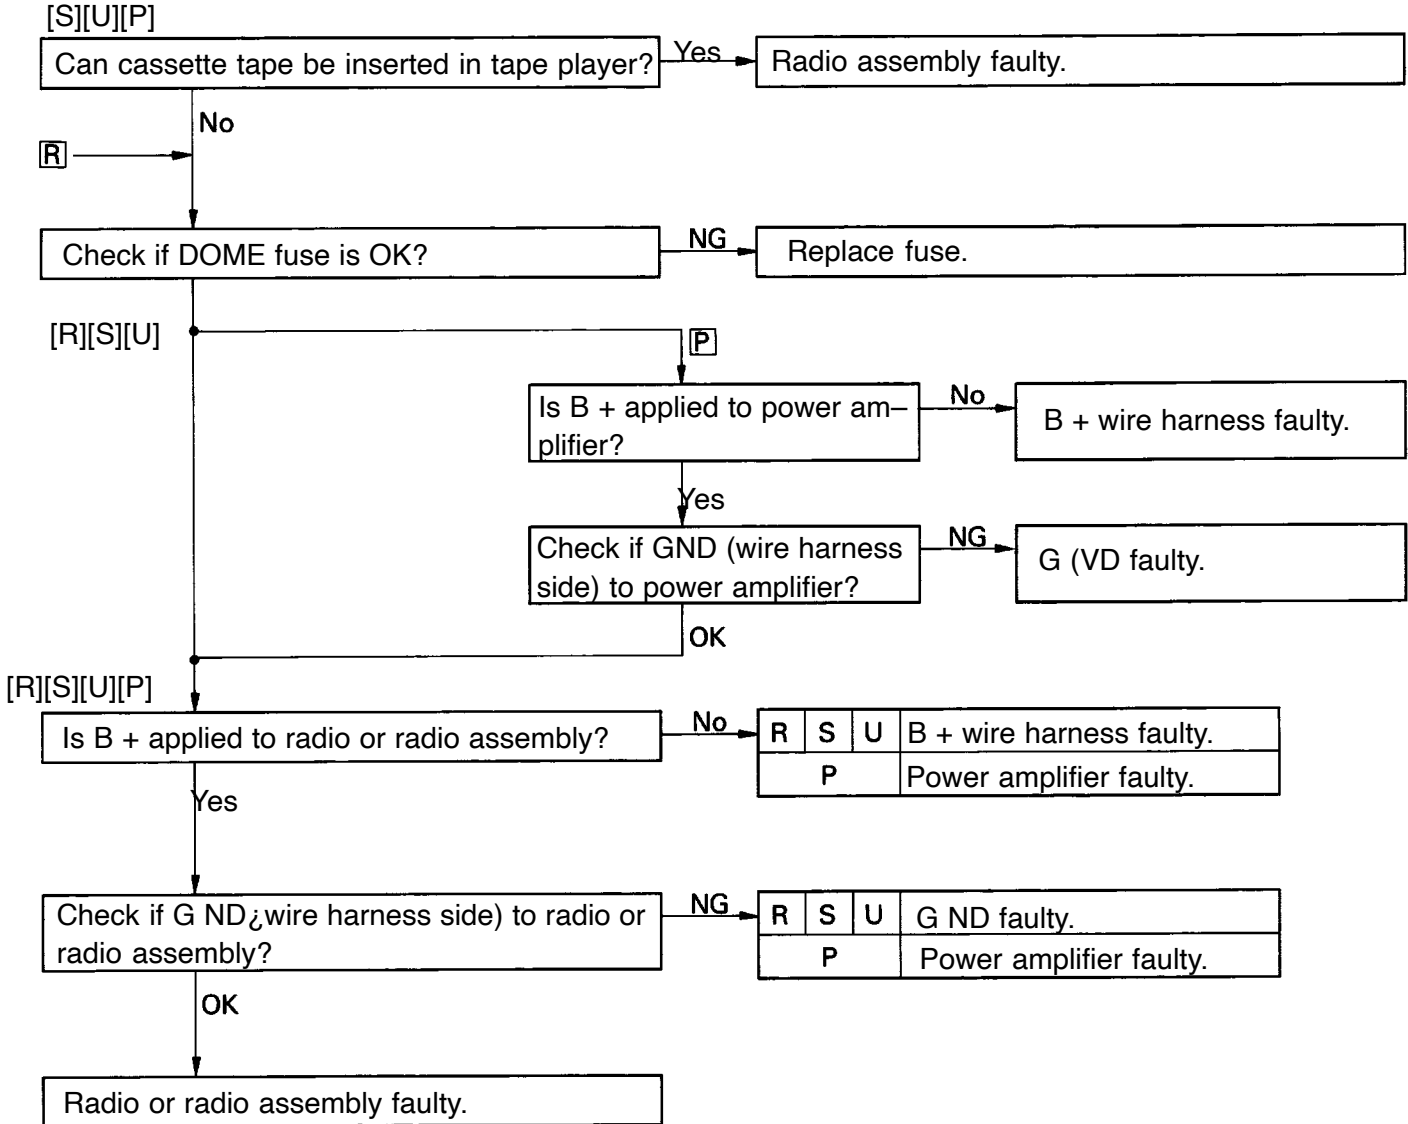 [S][U][P]
Can cassette tape be inserted in tape player?
Yes
Radio assembly faulty.
No
R
Check if DOME fuse is OK?
NG
Replace fuse.
[R][S][U]
P
Is B + applied to power am–
plifier?
No
B + wire harness faulty.
Yes
Check if GND (wire harness
side) to power amplifier?
NG
G (VD faulty.
OK
[R][S][U][P]
Is B + applied to radio or radio assembly?
No
R S U B + wire harness faulty.
P Power amplifier faulty.
Yes
Check if G ND¿wire harness side) to radio or
radio assembly?
NG
R S U G ND faulty.
P Power amplifier faulty.
OK
Radio or radio assembly faulty.